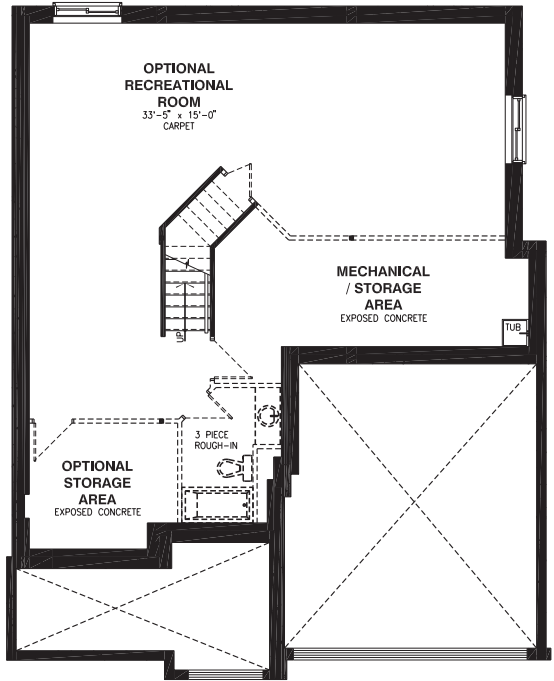 OPTIONAL
RECREATIONAL
ROOM
33'-5" x 15'-0"
CARPET
MECHANICAL
/ STORAGE
AREA
EXPOSED CONCRETE
TUB
UP
3 PIECE
ROUGH-IN
OPTIONAL
STORAGE
AREA
EXPOSED CONCRETE